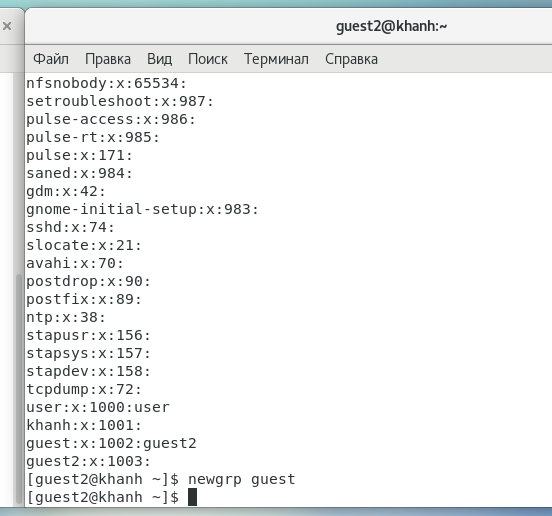 guest2@khanh:~
Файл Правка Вид Поиск Терминал Справка
nfsnobody:x:65534:
setroubleshoot:x:987:
pulse-access:x:986:
pulse-rt:x:985:
pulse:x:171:
saned:x:984:
gdm:x:42:
gnome-initial-setup:x:983:
sshd:x:74:
slocate:x:21:
avahi:x:70:
postdrop:x:90:
postfix:x:89:
ntp:x:38:
stapusr:x:156:
stapsys:x:157:
stapdev:x:158:
tcpdump:x:72:
user:x:1000:user
khanh:x:1001:
guest:x:1002:guest2
guest2:x:1003:
[guest2@khanh ~]$ newgrp guest
[guest2@khanh ~]$